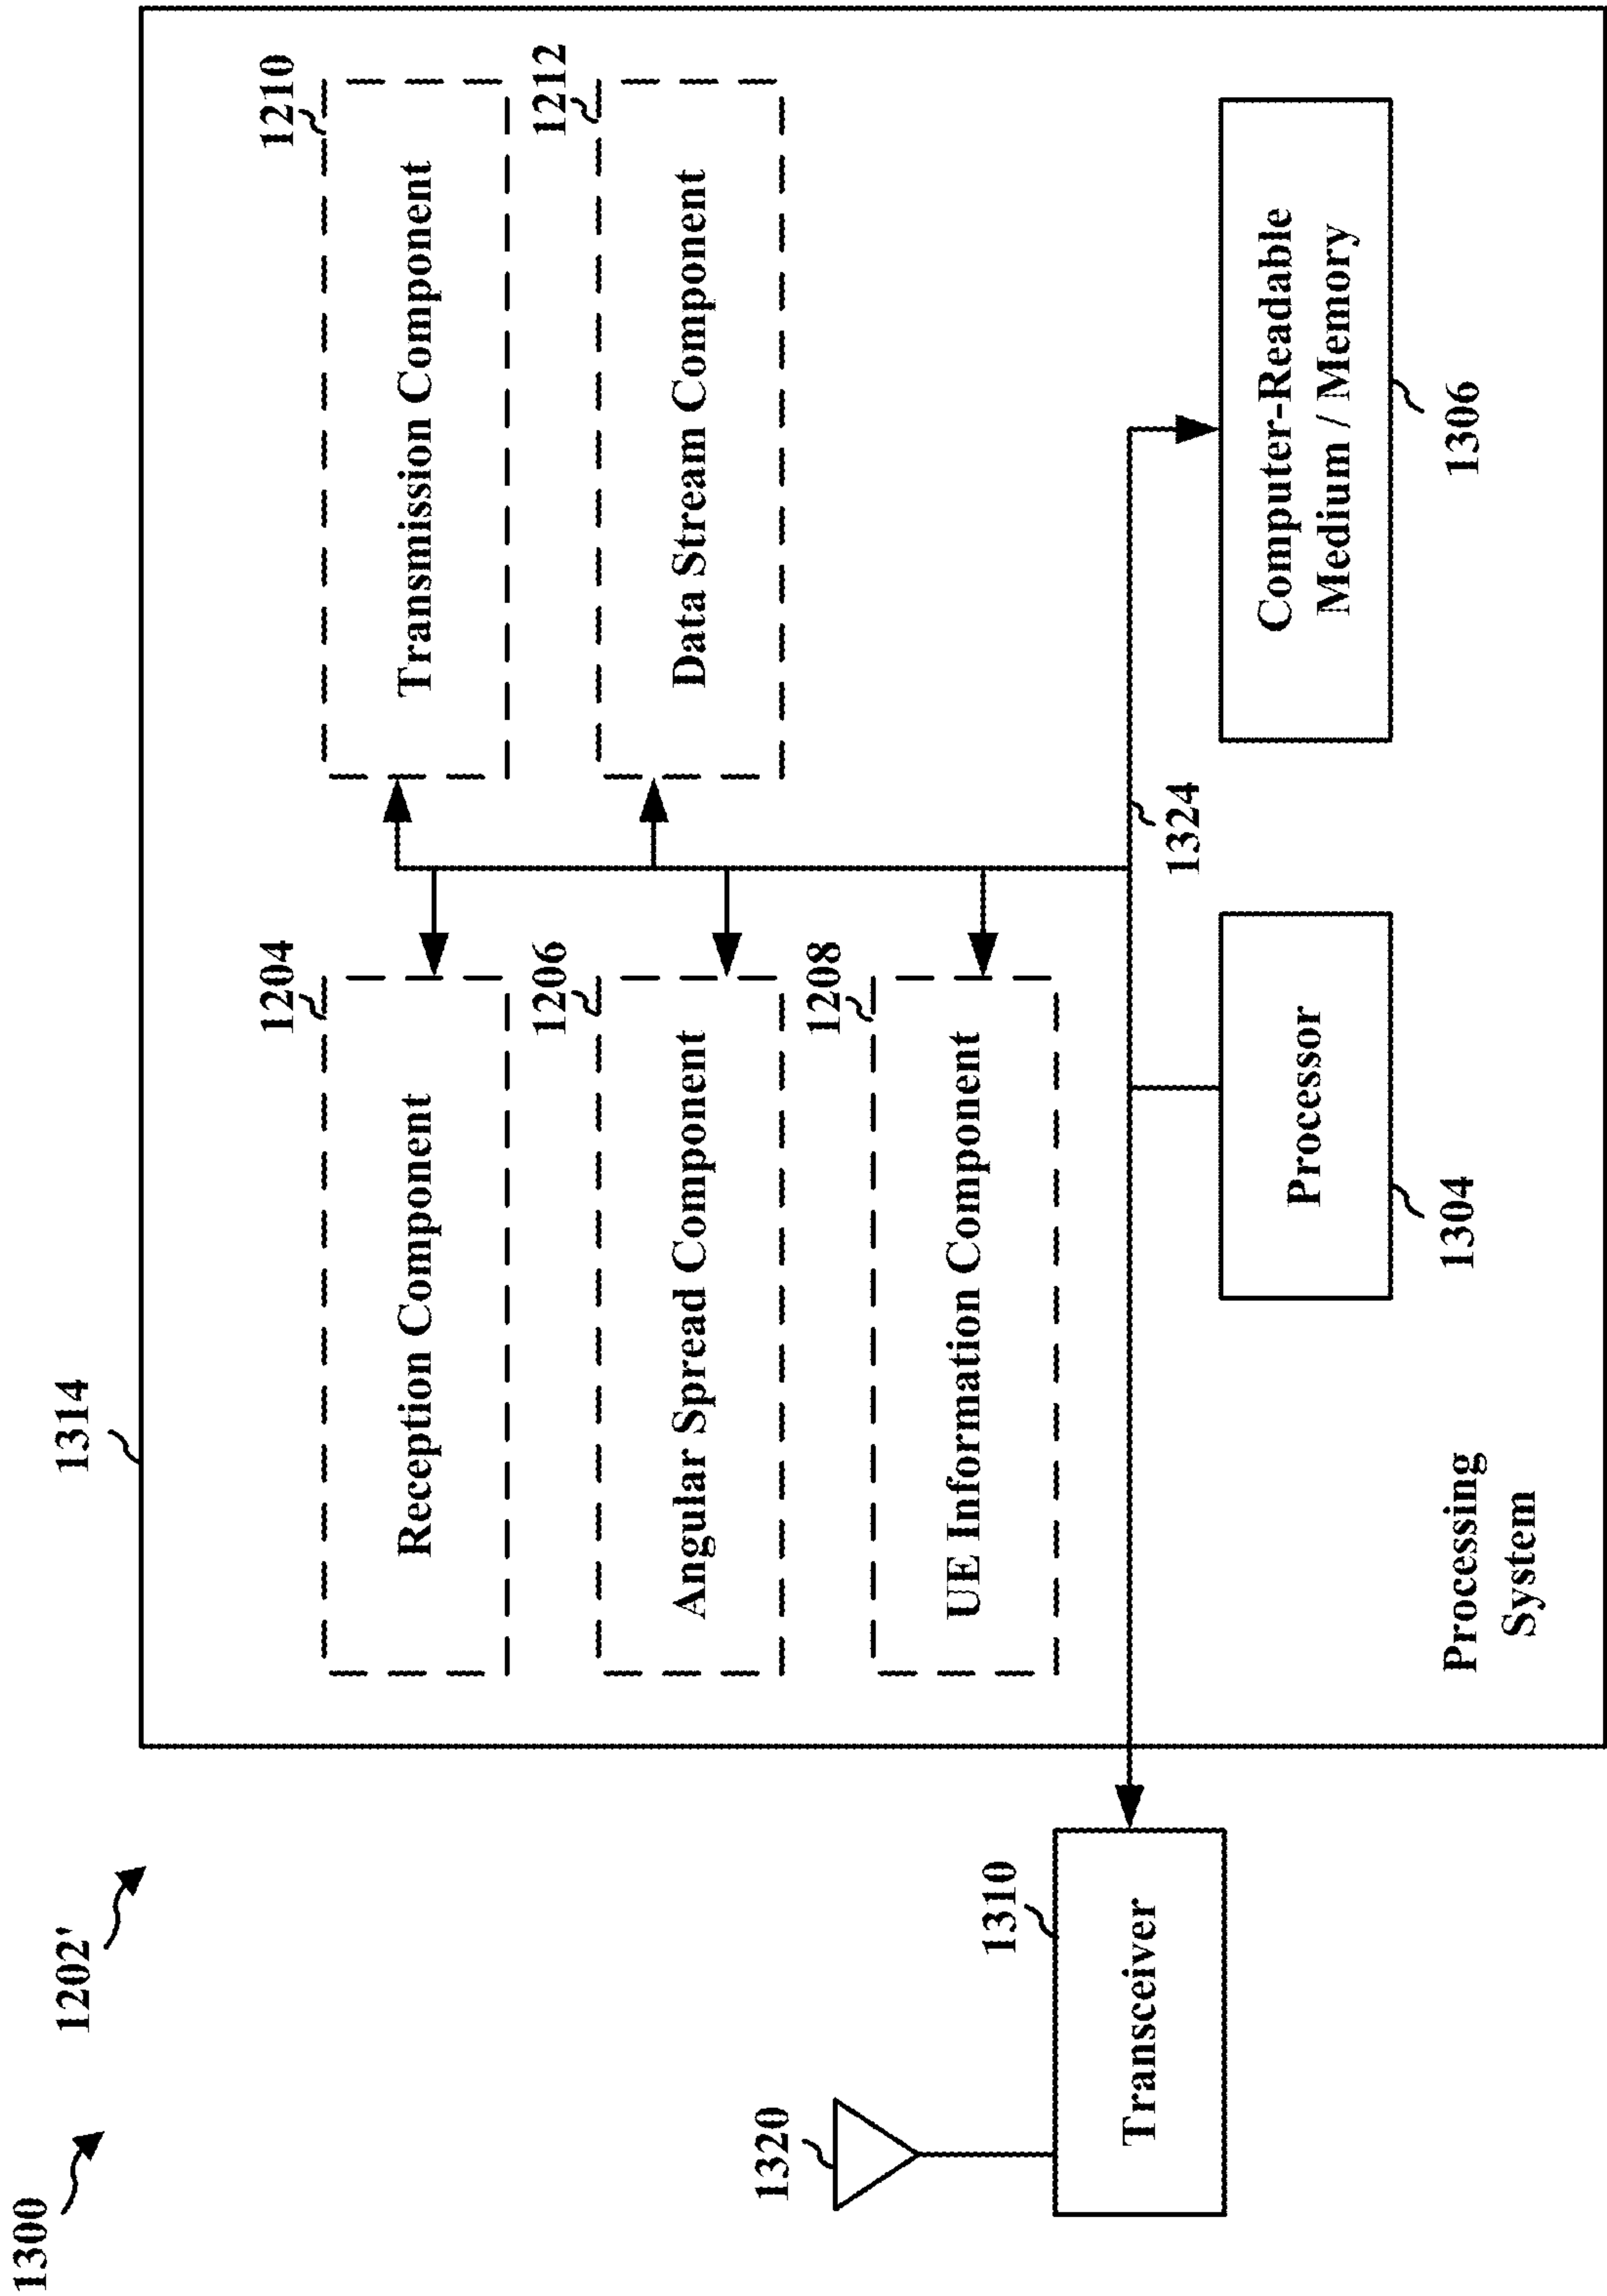 1300
1202'
1314
1204
Reception Component
1210
Transmission Component
1206
Angular Spread Component
1212
Data Stream Component
1208
UE Information Component
1320
1310
Transceiver
1324
Processor
1304
Computer-Readable
Medium / Memory
1306
Processing
System